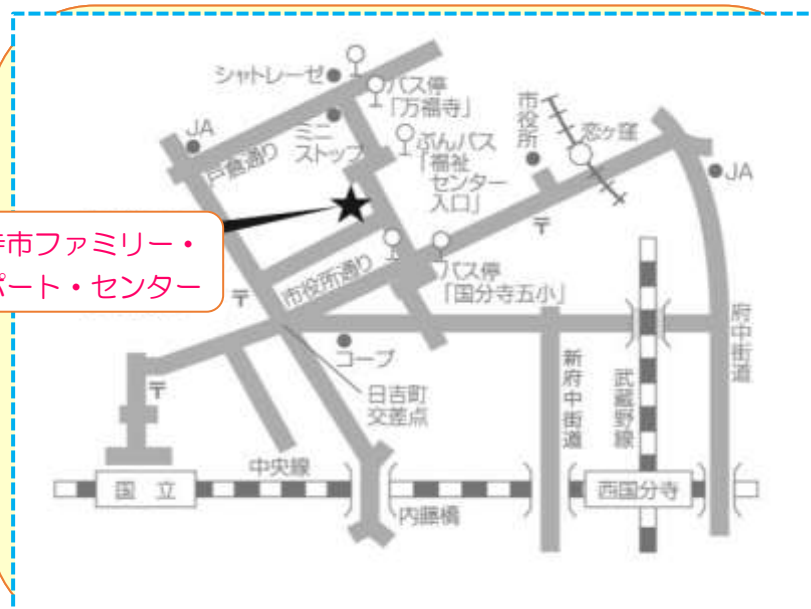 シャトレーゼ
バス停
「万福寺」
JA
ミニ
ストップ
戸倉通り
ぶんバス
「福祉
センター
入口」
市役所
恋ヶ窪
JA
〒
寺市ファミリー・
ポート・センター
〒
市役所通り
バス停
「国分寺五小」
コープ
日吉町
交差点
〒
新府中街道
武蔵野線
府中街道
中央線
国立
西国分寺
内藤橋